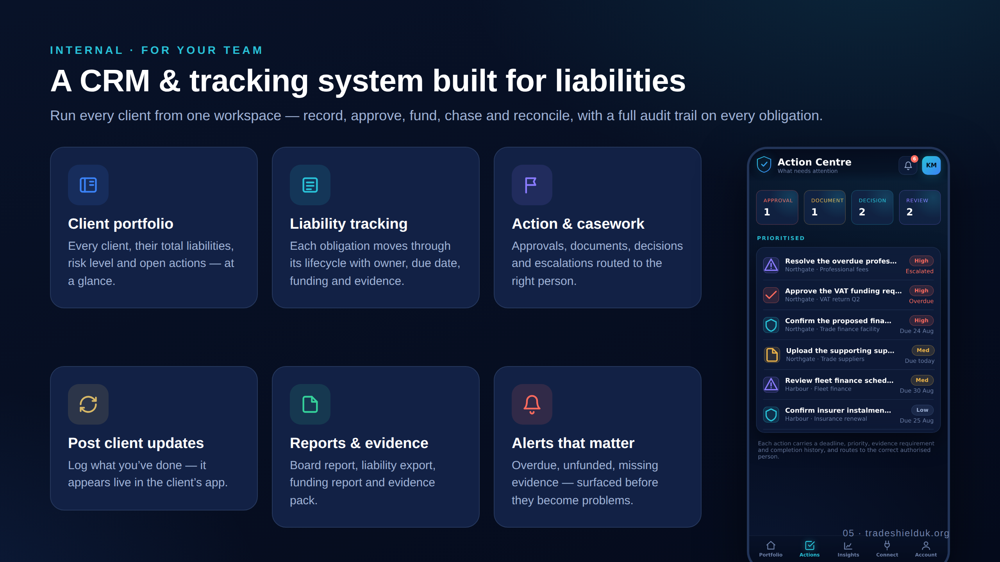 INTERNAL · FOR YOUR TEAM
A CRM & tracking system built for liabilities
Run every client from one workspace — record, approve, fund, chase and reconcile, with a full audit trail on every obligation.
Client portfolio
Every client, their total liabilities,
risk level and open actions — at
a glance.
Liability tracking
Each obligation moves through
its lifecycle with owner, due date,
funding and evidence.
Action & casework
Approvals, documents, decisions
and escalations routed to the
right person.
Post client updates
Log what you’ve done — it
appears live in the client’s app.
Reports & evidence
Board report, liability export,
funding report and evidence
pack.
Alerts that matter
Overdue, unfunded, missing
evidence — surfaced before
they become problems.
Action Centre
What needs attention
6
KM
APPROVAL
1
DOCUMENT
1
DECISION
2
REVIEW
2
PRIORITISED
Resolve the overdue profes...
Northgate · Professional fees
High
Escalated
Approve the VAT funding req...
Northgate · VAT return Q2
High
Overdue
Confirm the proposed fina...
Northgate · Trade finance facility
High
Due 24 Aug
Upload the supporting sup...
Northgate · Trade suppliers
Med
Due today
Review fleet finance sched...
Harbour · Fleet finance
Med
Due 30 Aug
Confirm insurer instalmen...
Harbour · Insurance renewal
Low
Due 25 Aug
Each action carries a deadline, priority, evidence requirement
and completion history, and routes to the correct authorised
person.
05 · tradeshielduk.org
Portfolio
Actions
Insights
Connect
Account